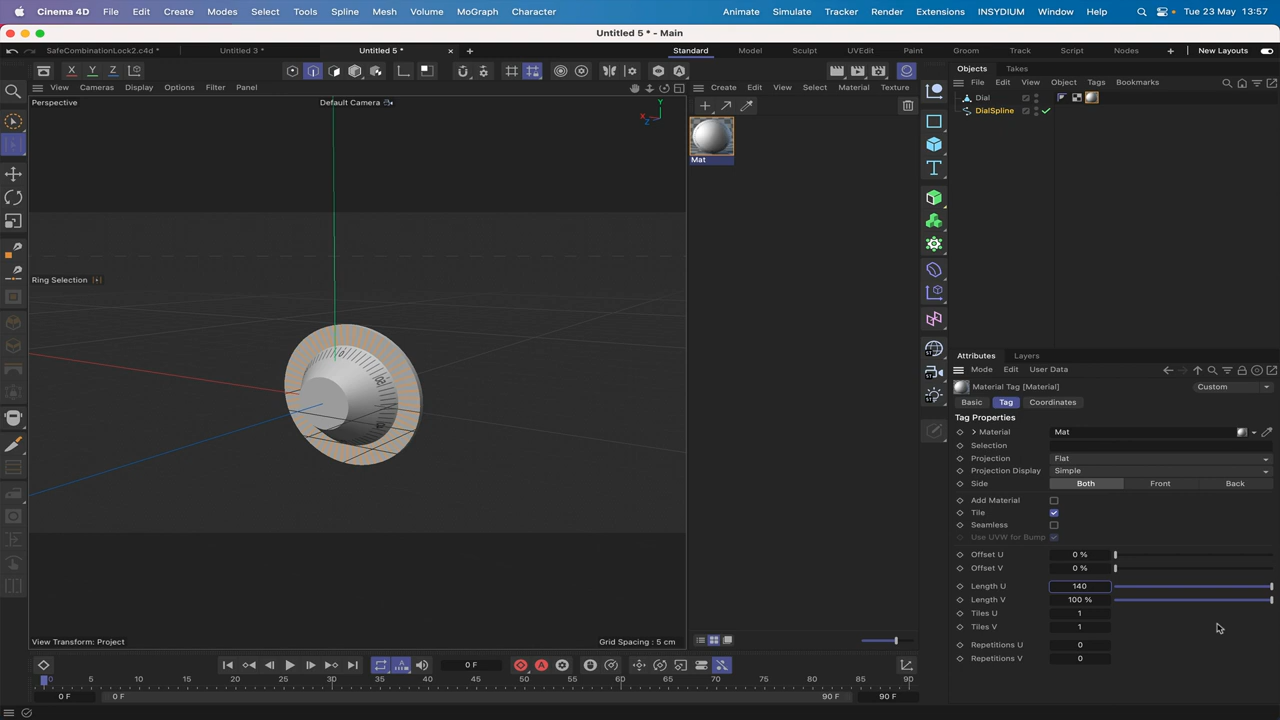 Cinema 4D File Edit Create Modes Select Tools Spline Mesh Volume MoGraph Character Animate Simulate Tracker Render Extensions INSYDIUM Window Help Tue 23 May 13:57
Untitled 5 * - Main
SafeCombinationLock2.c4d * Untitled 3 * Untitled 5 * × + Standard Model Sculpt UVEdit Paint Groom Track Script Nodes + New Layouts
X Y Z
Objects Takes
View Cameras Display Options Filter Panel
Create Edit View Select Material Texture
File Edit View Object Tags Bookmarks
Perspective
Default Camera
Y
X
Z
Dial
DialSpline
Mat
Ring Selection
0
Attributes Layers
Mode Edit User Data
Material Tag [Material]
Custom
Basic Tag Coordinates
Tag Properties
> Material Mat
Selection
Projection Flat
Projection Display Simple
Side Both Front Back
Add Material
Tile
Seamless
Use UVW for Bump
Offset U 0 %
Offset V 0 %
Length U 140
Length V 100 %
Tiles U 1
Tiles V 1
Repetitions U 0
Repetitions V 0
View Transform: Project
Grid Spacing : 5 cm
0 F
0 5 10 15 20 25 30 35 40 45 50 55 60 65 70 75 80 85 90
0 F 0 F 90 F 90 F